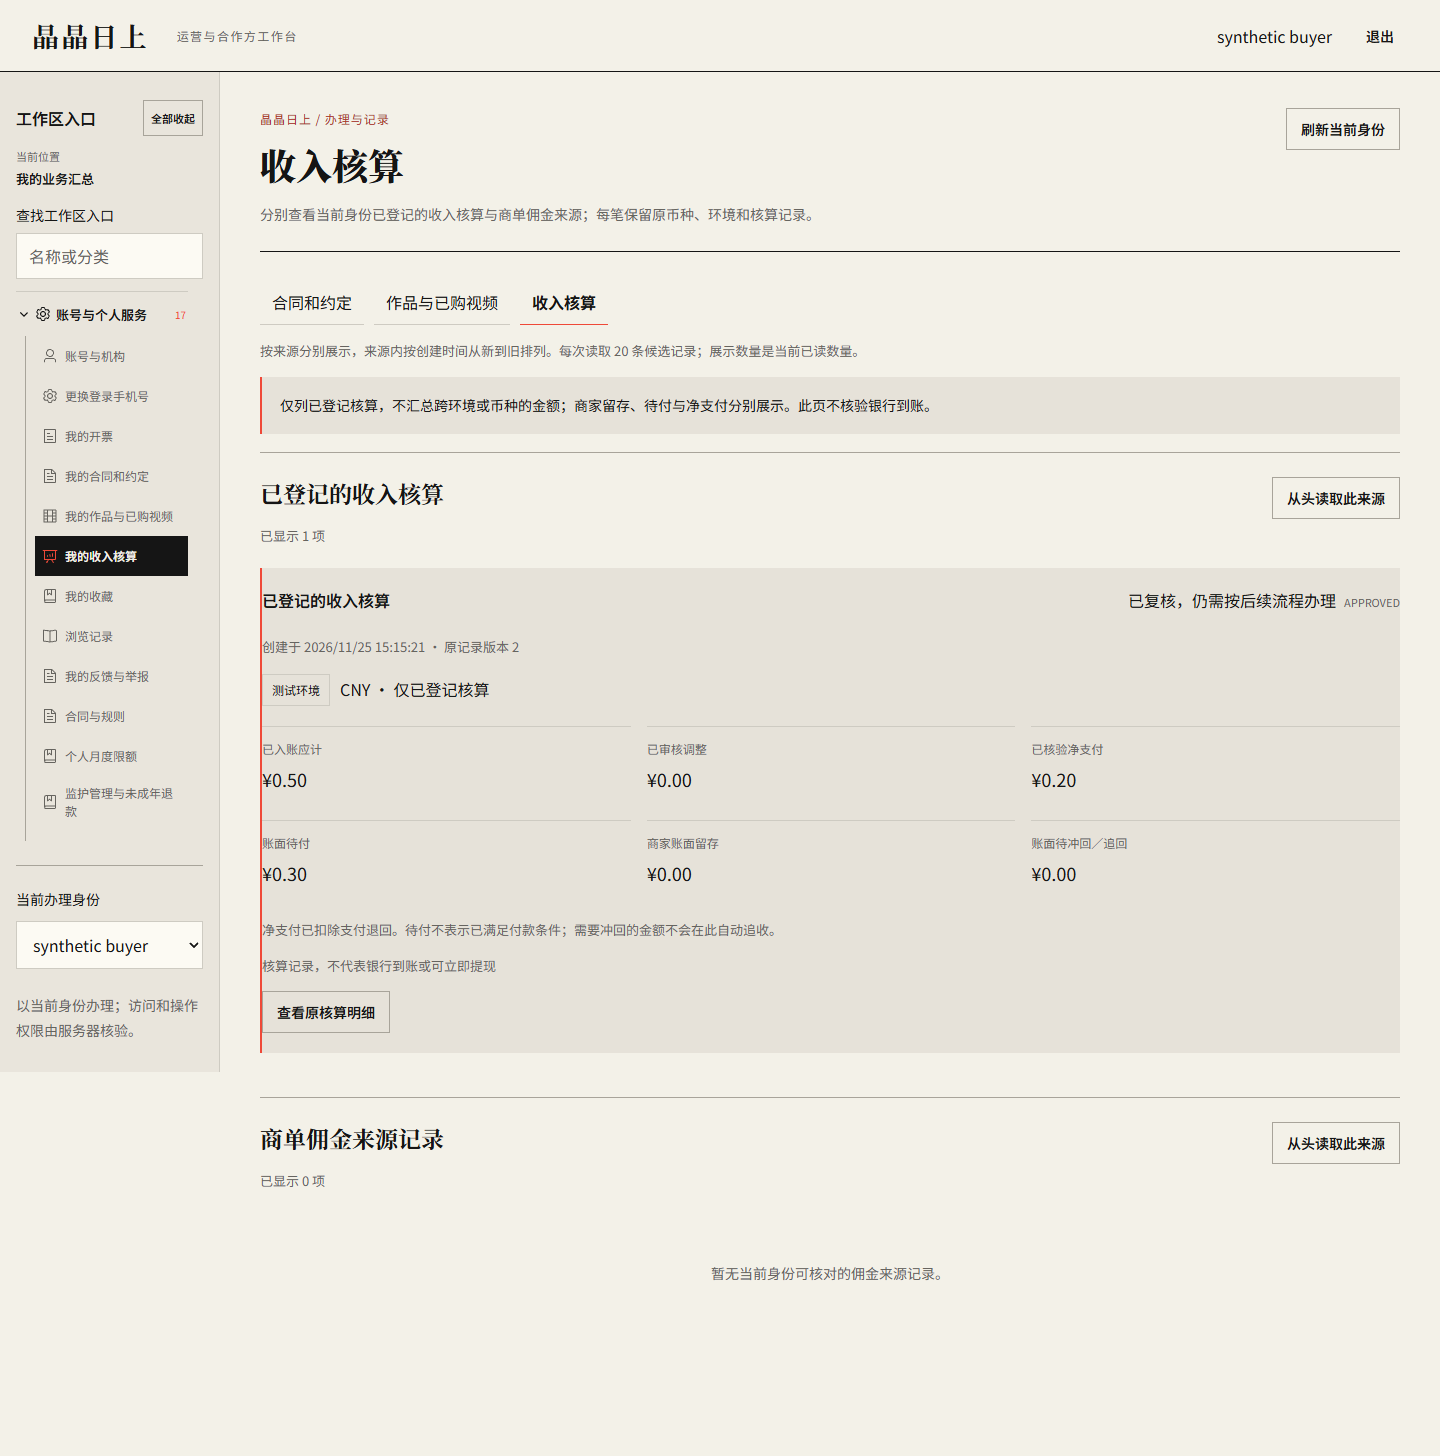 晶晶日上
运营与合作方工作台
synthetic buyer
退出
工作区入口
全部收起
当前位置
我的业务汇总
查找工作区入口
名称或分类
账号与个人服务
17
账号与机构
更换登录手机号
我的开票
我的合同和约定
我的作品与已购视频
我的收入核算
我的收藏
浏览记录
我的反馈与举报
合同与规则
个人月度限额
监护管理与未成年退
款
当前办理身份
synthetic buyer
以当前身份办理；访问和操作
权限由服务器核验。
晶晶日上 / 办理与记录
收入核算
刷新当前身份
分别查看当前身份已登记的收入核算与商单佣金来源；每笔保留原币种、环境和核算记录。
合同和约定
作品与已购视频
收入核算
按来源分别展示，来源内按创建时间从新到旧排列。每次读取 20 条候选记录；展示数量是当前已读数量。
仅列已登记核算，不汇总跨环境或币种的金额；商家留存、待付与净支付分别展示。此页不核验银行到账。
已登记的收入核算
从头读取此来源
已显示 1 项
已登记的收入核算
已复核，仍需按后续流程办理 APPROVED
创建于 2026/11/25 15:15:21 · 原记录版本 2
测试环境
CNY · 仅已登记核算
已入账应计
¥0.50
已审核调整
¥0.00
已核验净支付
¥0.20
账面待付
¥0.30
商家账面留存
¥0.00
账面待冲回／追回
¥0.00
净支付已扣除支付退回。待付不表示已满足付款条件；需要冲回的金额不会在此自动追收。
核算记录，不代表银行到账或可立即提现
查看原核算明细
商单佣金来源记录
从头读取此来源
已显示 0 项
暂无当前身份可核对的佣金来源记录。